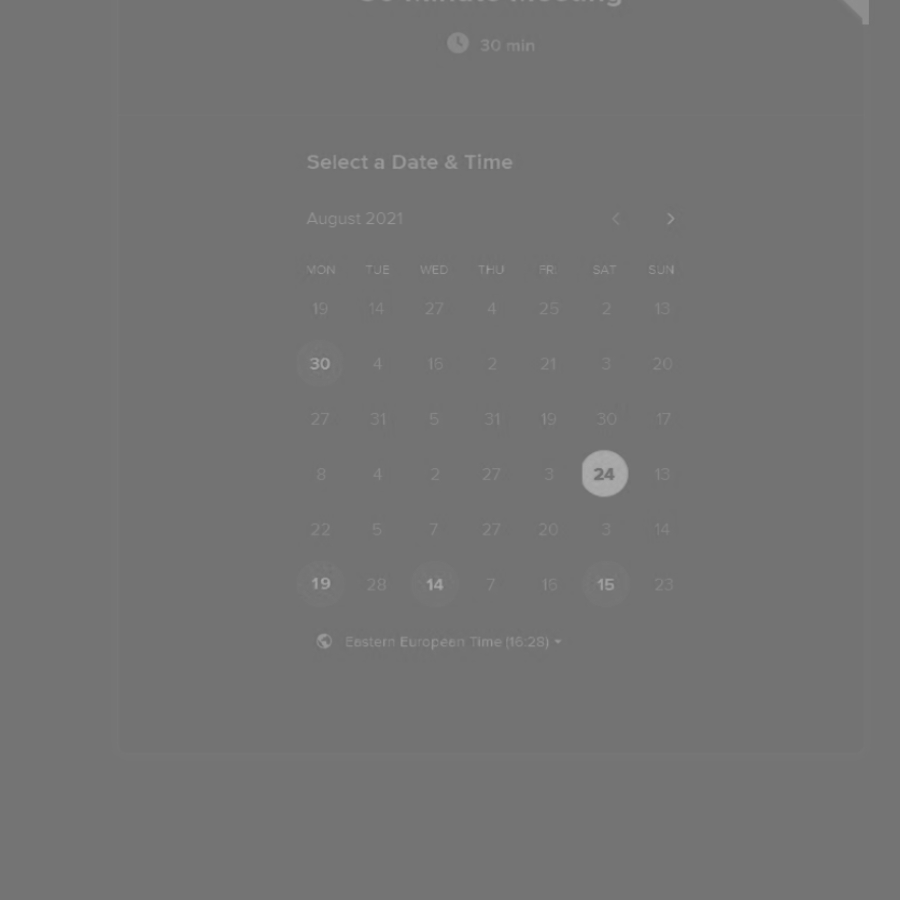 30 min
Select a Date & Time
August 2021
MON TUE WED THU FRI SAT SUN
19 14 27 4 25 2 13
30 4 16 2 21 3 20
27 31 5 31 19 30 17
8 4 2 27 3 24 13
22 5 7 27 20 3 14
19 28 14 7 16 15 23
Eastern European Time (16:28)